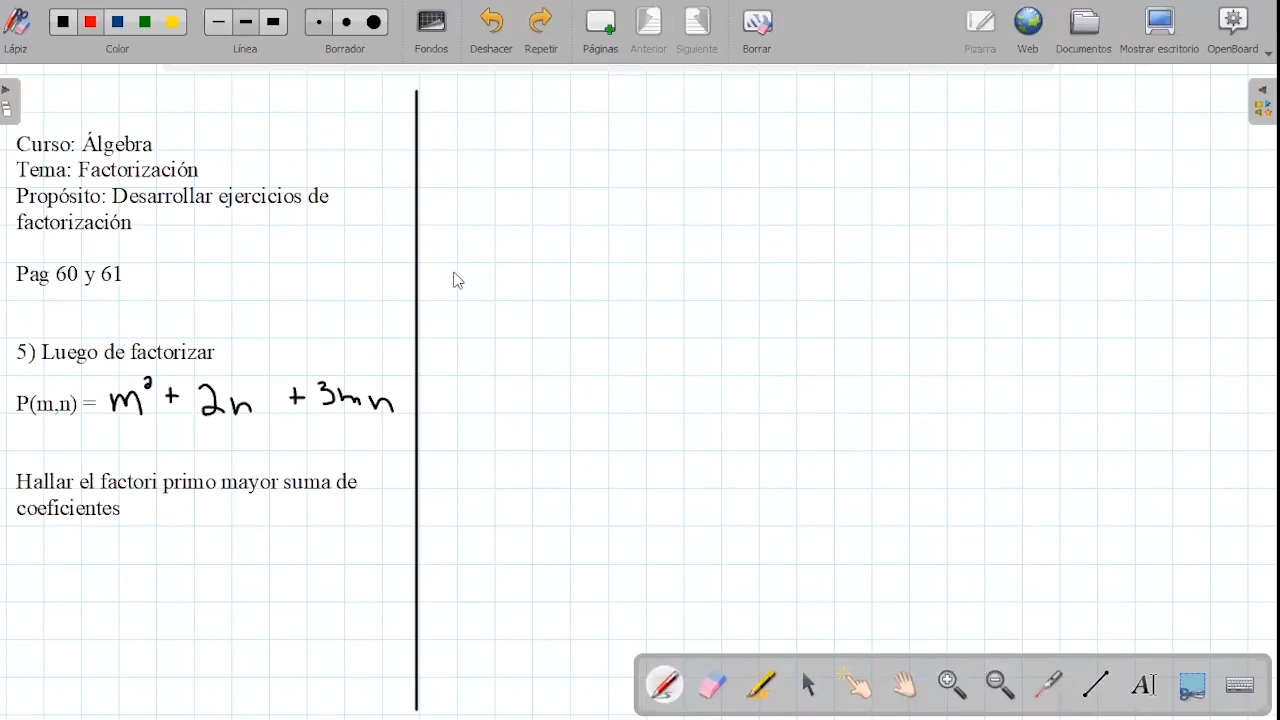 Lápiz Color Línea Borrador Fondos Deshacer Repetir Páginas Anterior Siguiente Borrar Pizarra Web Documentos Mostrar escritorio OpenBoard
Curso: Álgebra
Tema: Factorización
Propósito: Desarrollar ejercicios de
factorización
Pag 60 y 61
5) Luego de factorizar
P(m,n) = m² + 2n + 3mn
Hallar el factori primo mayor suma de
coeficientes
A